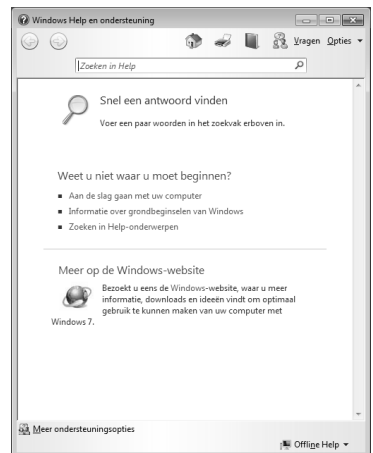 Windows Help en ondersteuning
Vragen Opties
Zoeken in Help
Snel een antwoord vinden
Voer een paar woorden in het zoekvak erboven in.
Weet u niet waar u moet beginnen?
Aan de slag gaan met uw computer
Informatie over grondbeginselen van Windows
Zoeken in Help-onderwerpen
Meer op de Windows-website
Bezoekt u eens de Windows-website, waar u meer
informatie, downloads en ideeën vindt om optimaal
gebruik te kunnen maken van uw computer met
Windows 7.
Meer ondersteuningsopties
Offline Help